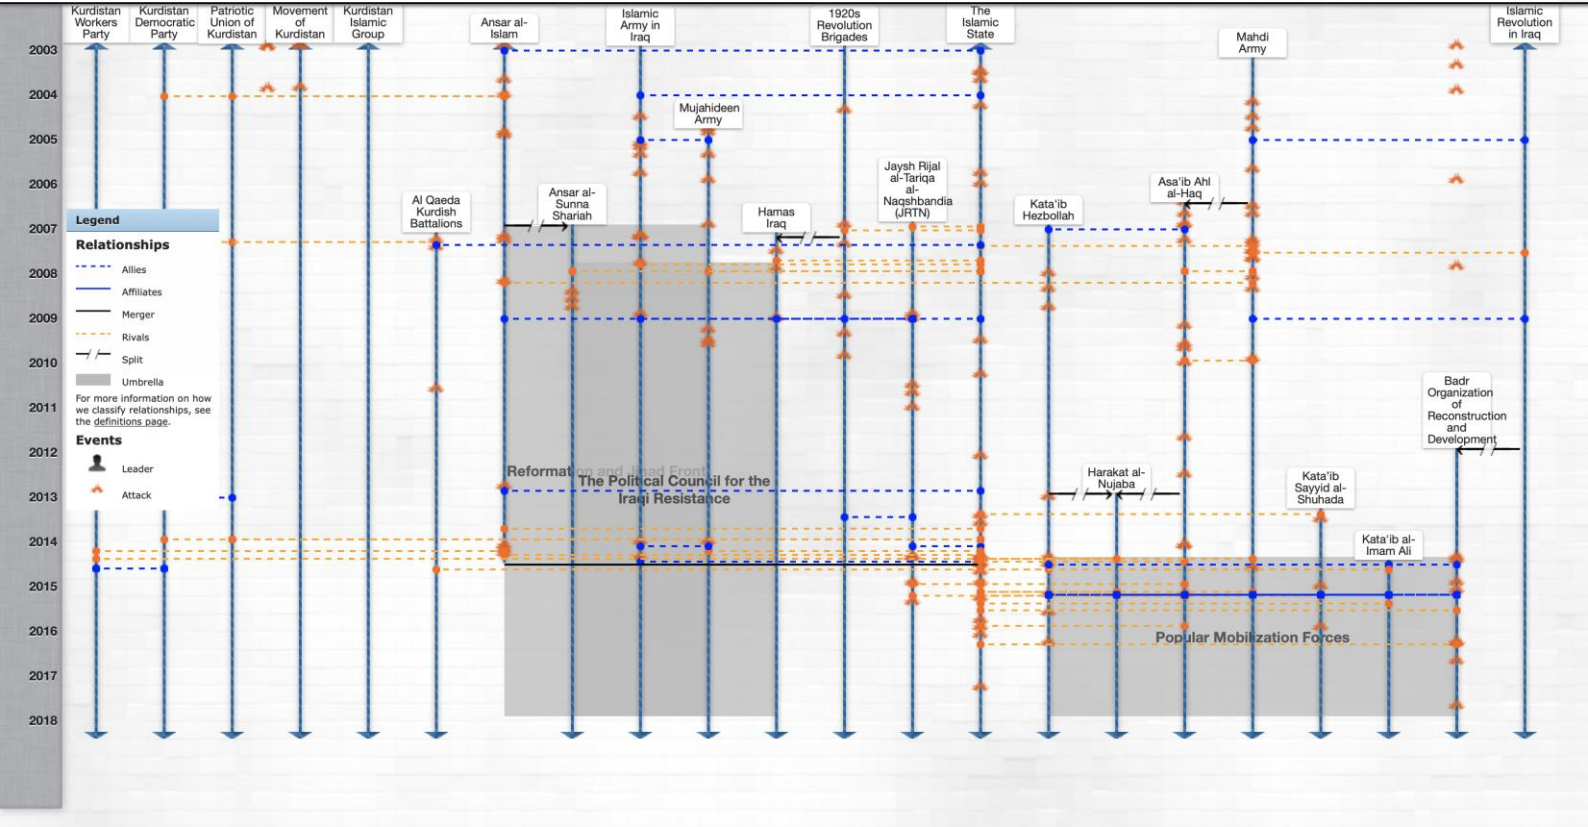 Kurdistan
Workers
Party
Kurdistan
Democratic
Party
Patriotic
Union of
Kurdistan
Movement
of
Kurdistan
Kurdistan
Islamic
Group
Ansar al-
Islam
Islamic
Army in
Iraq
1920s
Revolution
Brigades
The
Islamic
State
Mahdi
Army
Islamic
Revolution
in Iraq
2003
2004
Mujahideen
Army
2005
2006
Jaysh Rijal
al-Tariqa
al-
Naqshbandia
(JRTN)
Al Qaeda
Kurdish
Battalions
Ansar al-
Sunna
Shariah
Hamas
Iraq
Kata'ib
Hezbollah
Asa'ib Ahl
al-Haq
2007
2008
2009
2010
2011
2012
2013
2014
2015
2016
2017
2018
Legend
Relationships
Allies
Affiliates
Merger
Rivals
Split
Umbrella
For more information on how
we classify relationships, see
the definitions page.
Events
Leader
Attack
Badr
Organization
of
Reconstruction
and
Development
Reformation and Jihad Front
The Political Council for the
Iraqi Resistance
Harakat al-
Nujaba
Kata'ib
Sayyid al-
Shuhada
Kata'ib al-
Imam Ali
Popular Mobilization Forces